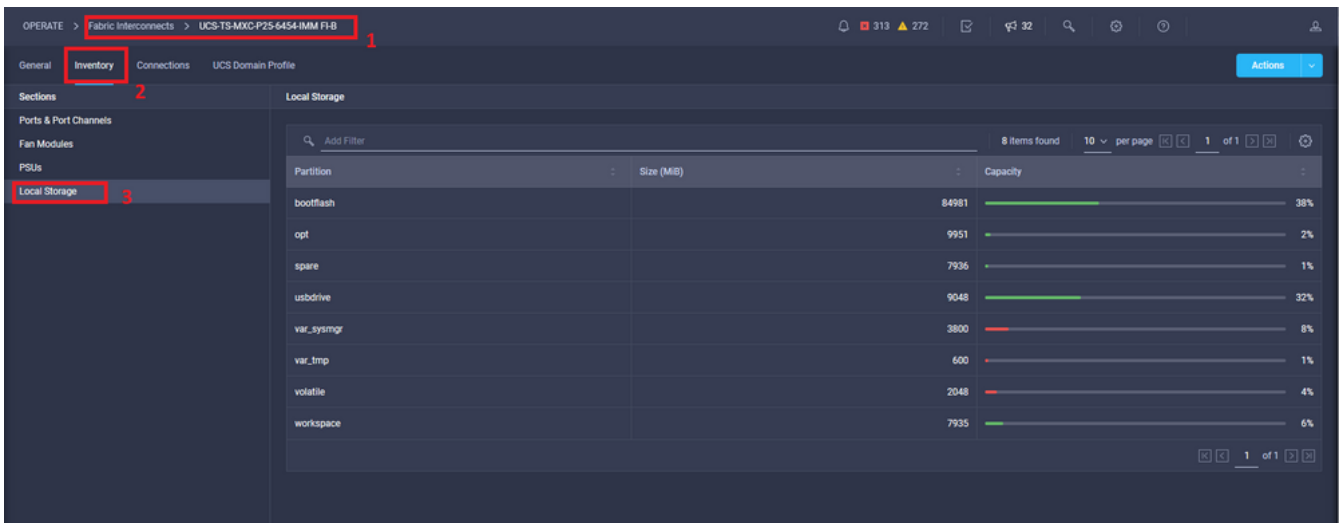 OPERATE > Fabric Interconnects > UCS-TS-MXC-P25-6454-IMM FI-B 1 313 272 32
General Inventory Connections UCS Domain Profile Actions
2
Sections Local Storage
Ports & Port Channels
Fan Modules Add Filter 8 items found 10 per page 1 of 1
PSUs Partition Size (MiB) Capacity
Local Storage 3
bootflash 84981 38%
opt 9951 2%
spare 7936 1%
usbdrive 9048 32%
var_sysmgr 3800 8%
var_tmp 600 1%
volatile 2048 4%
workspace 7935 6%
1 of 1